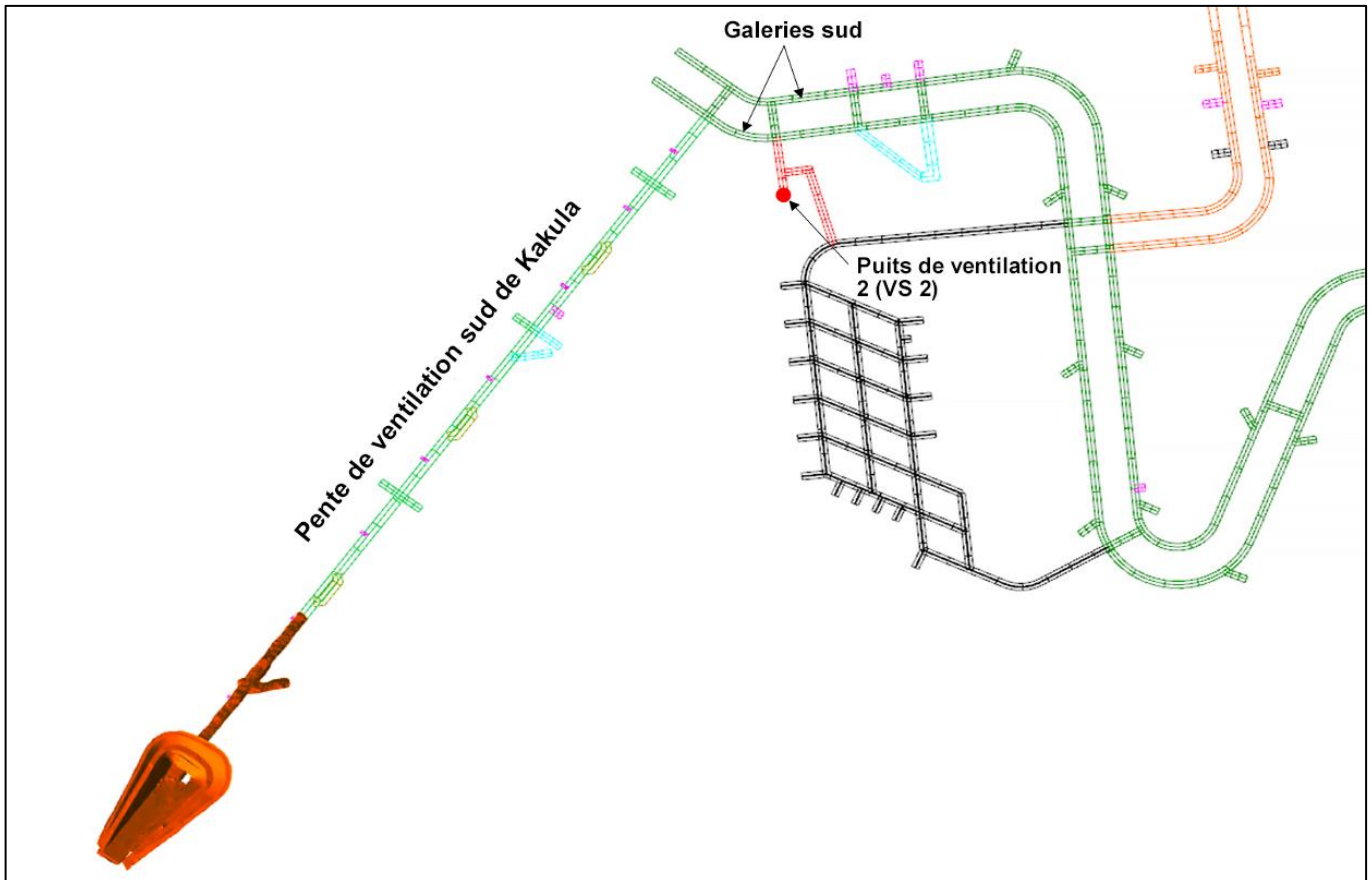 Galeries sud
Pente de ventilation sud de Kakula
Puits de ventilation
2 (VS 2)